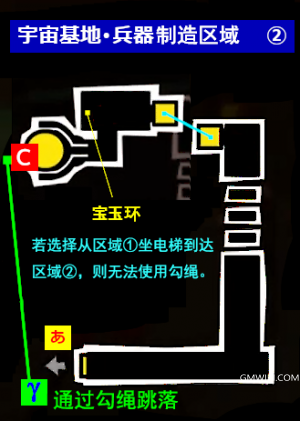 宇宙基地·兵器制造区域 ②
C
宝玉环
若选择从区域①坐电梯到达
区域②，则无法使用勾绳。
あ
GMWIN.COM
γ 通过勾绳跳落